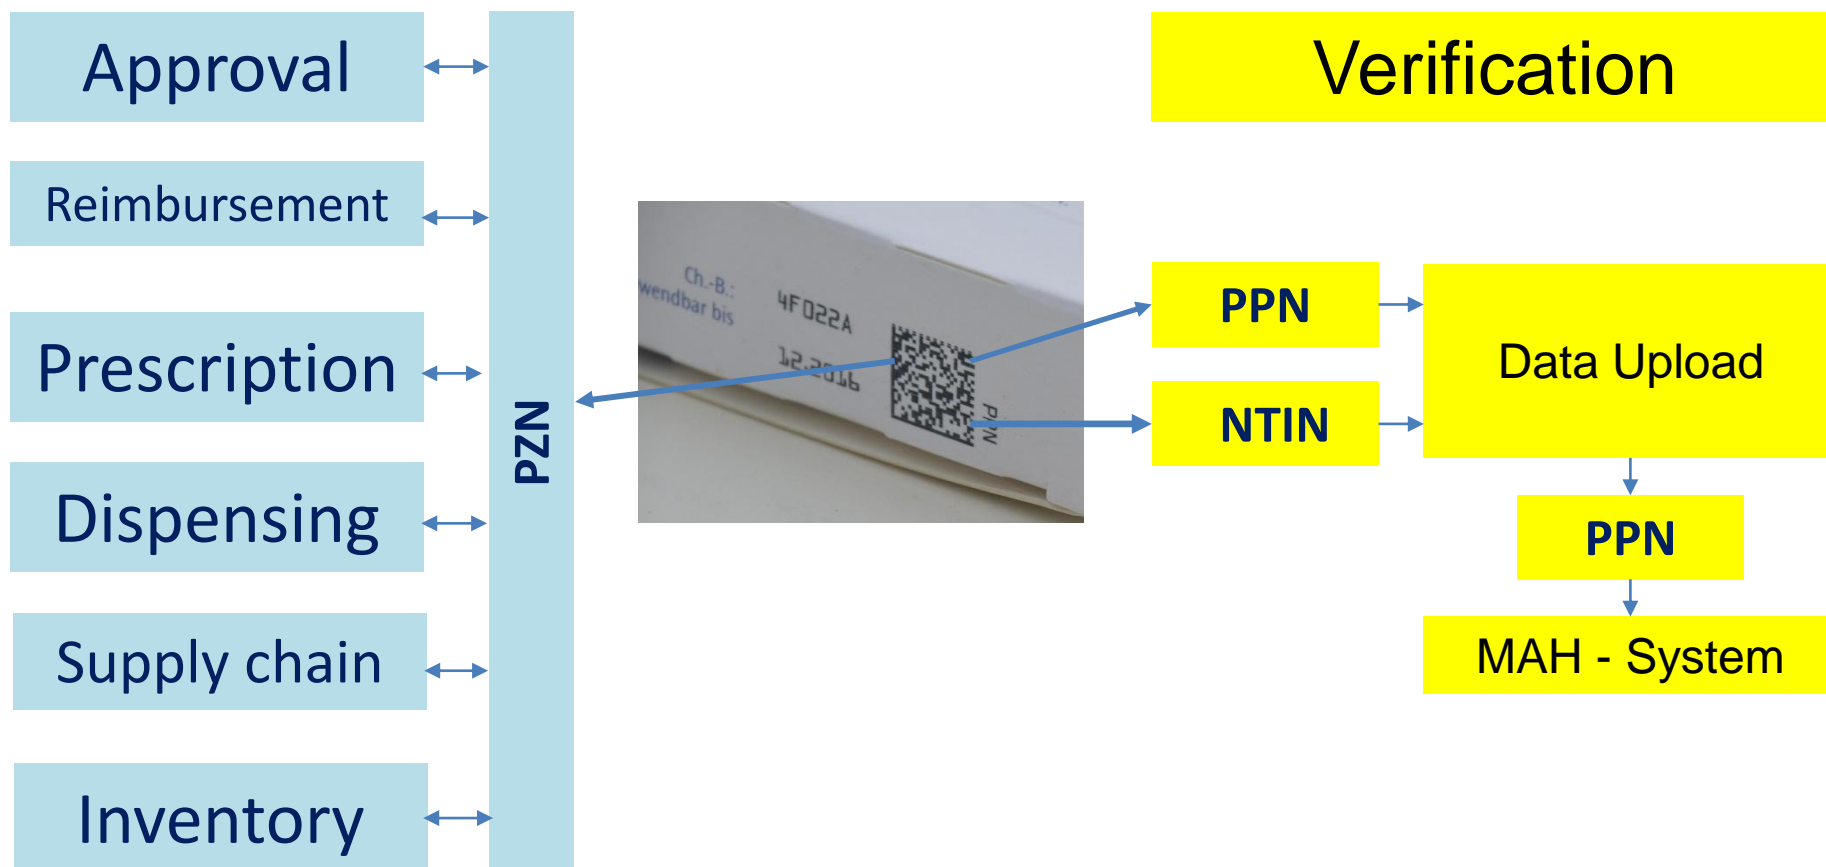 Approval
Reimbursement
Prescription
Dispensing
Supply chain
Inventory
PZN
Ch.-B.:
wendbar bis
4F022A
12.2016
PPN
Verification
PPN
NTIN
Data Upload
PPN
MAH - System